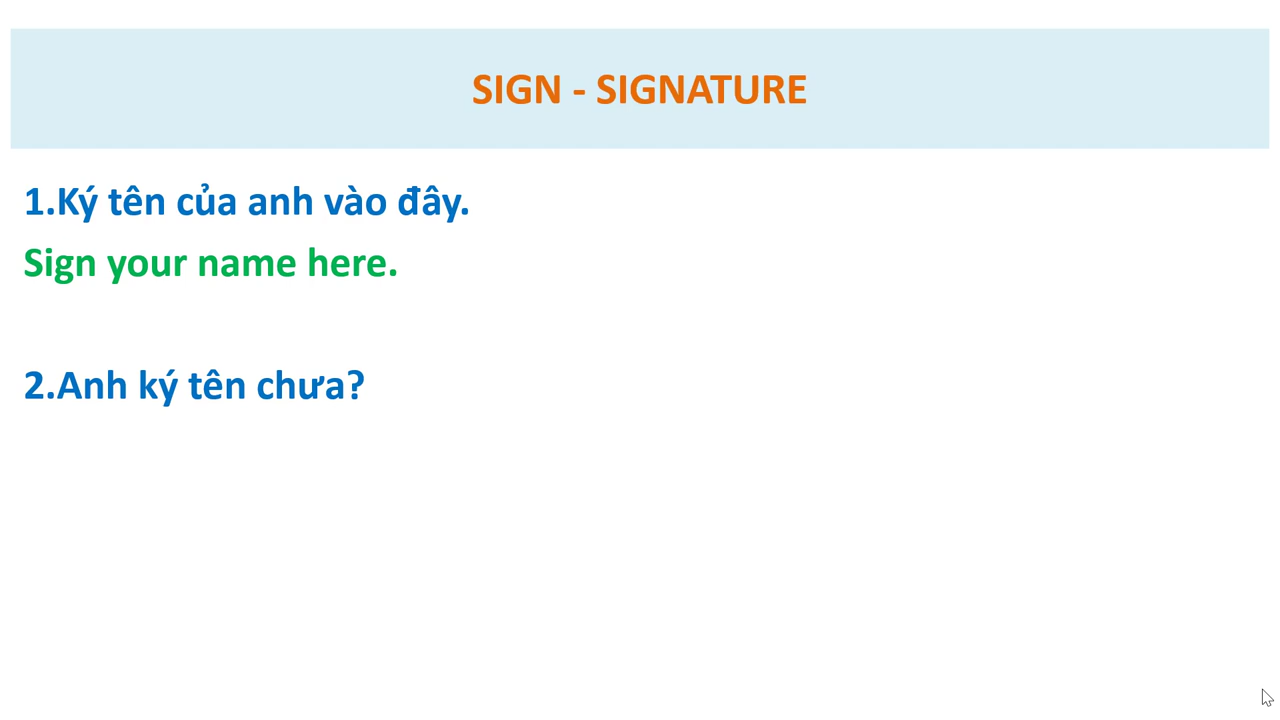 SIGN - SIGNATURE
1.Ký tên của anh vào đây.
Sign your name here.
2.Anh ký tên chưa?